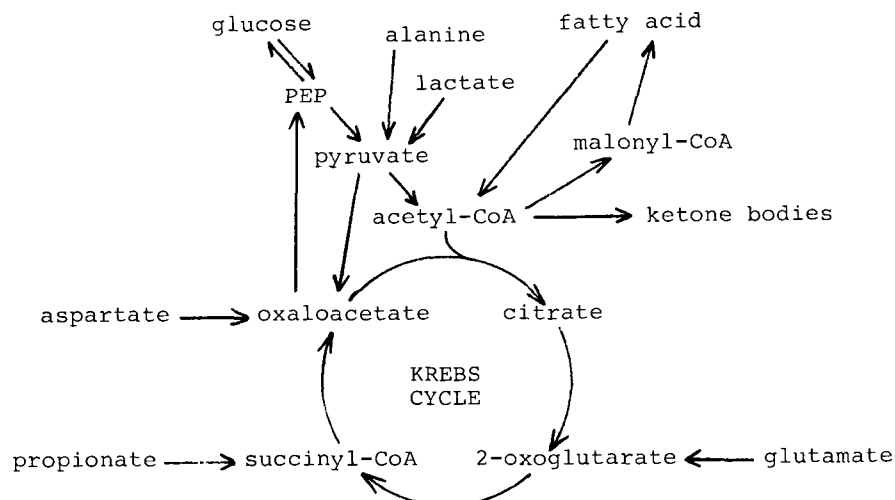 glucose
alanine
fatty acid
lactate
PEP
pyruvate
malonyl-CoA
acetyl-CoA
ketone bodies
aspartate
oxaloacetate
citrate
KREBS
CYCLE
propionate
succinyl-CoA
2-oxoglutarate
glutamate